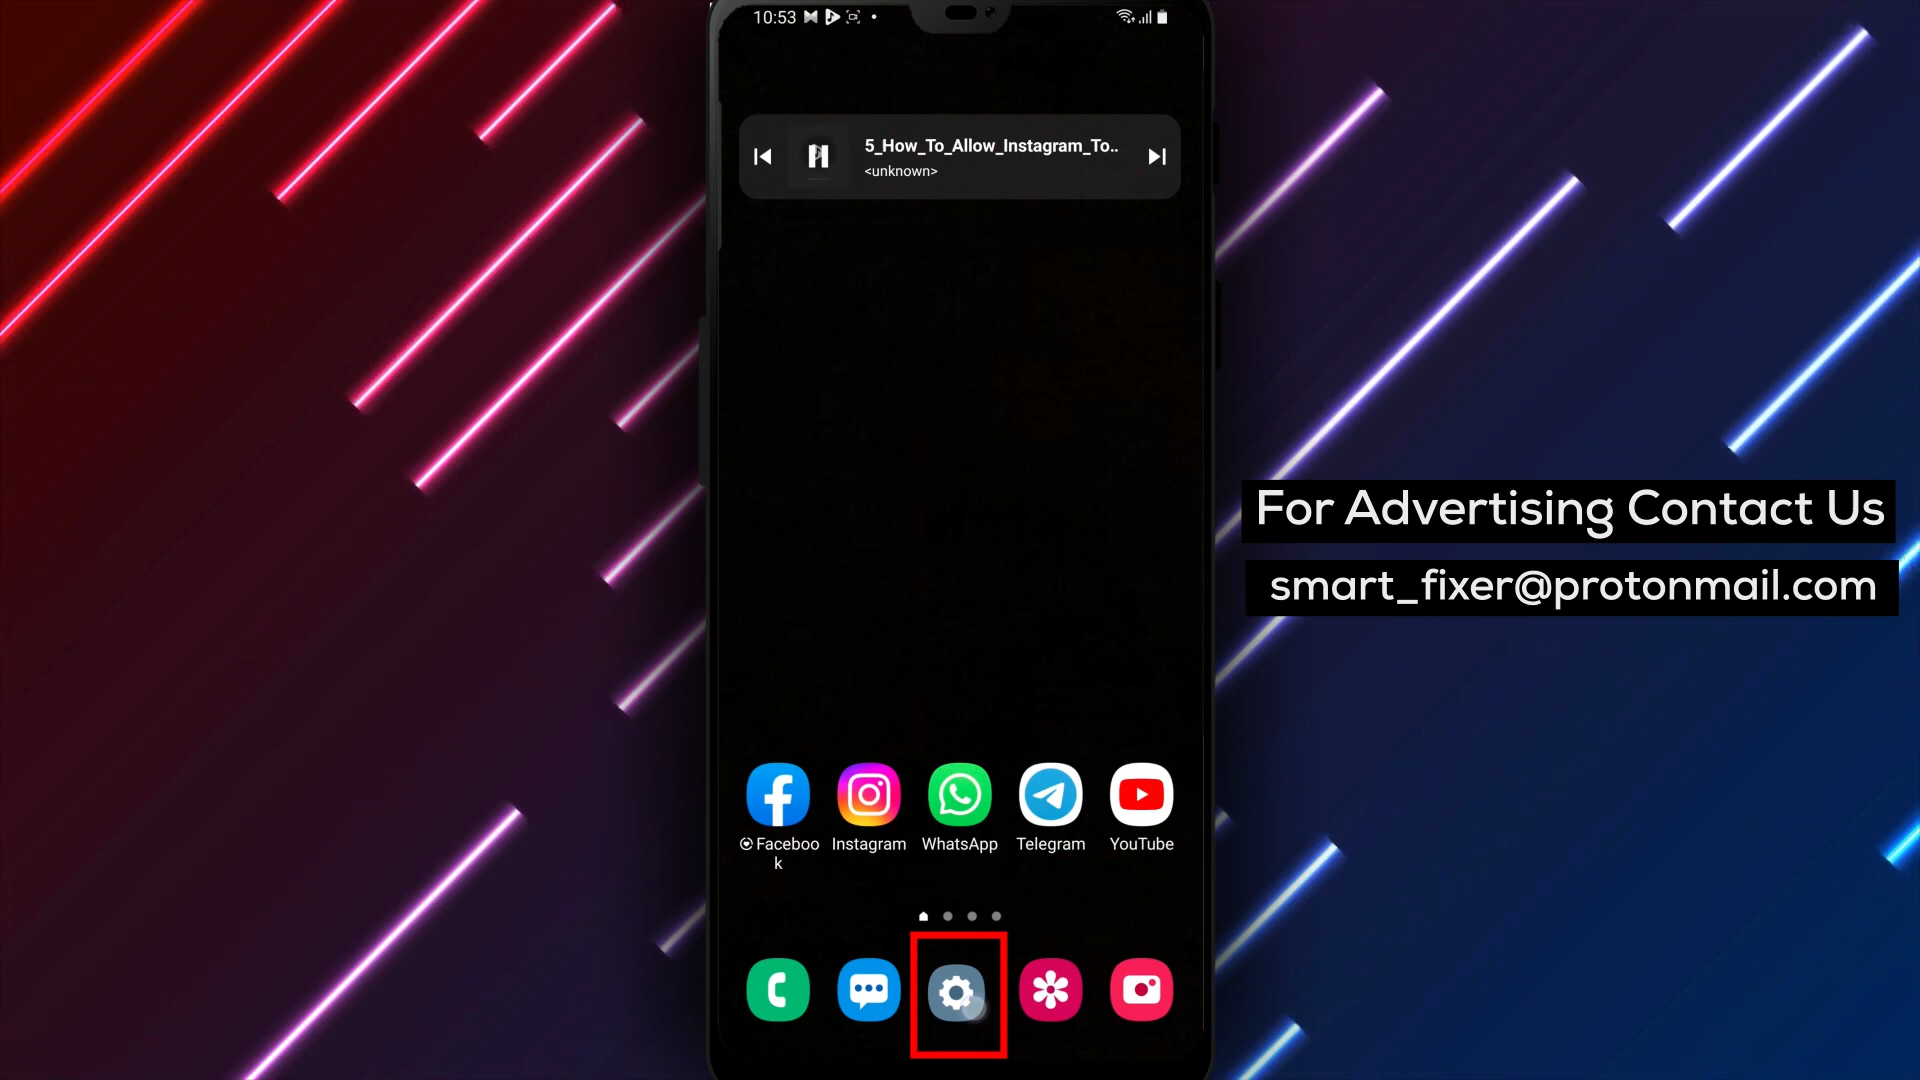 10:53
5_How_To_Allow_Instagram_To..
<unknown>
For Advertising Contact Us
smart_fixer@protonmail.com
Faceboo
k
Instagram
WhatsApp
Telegram
YouTube